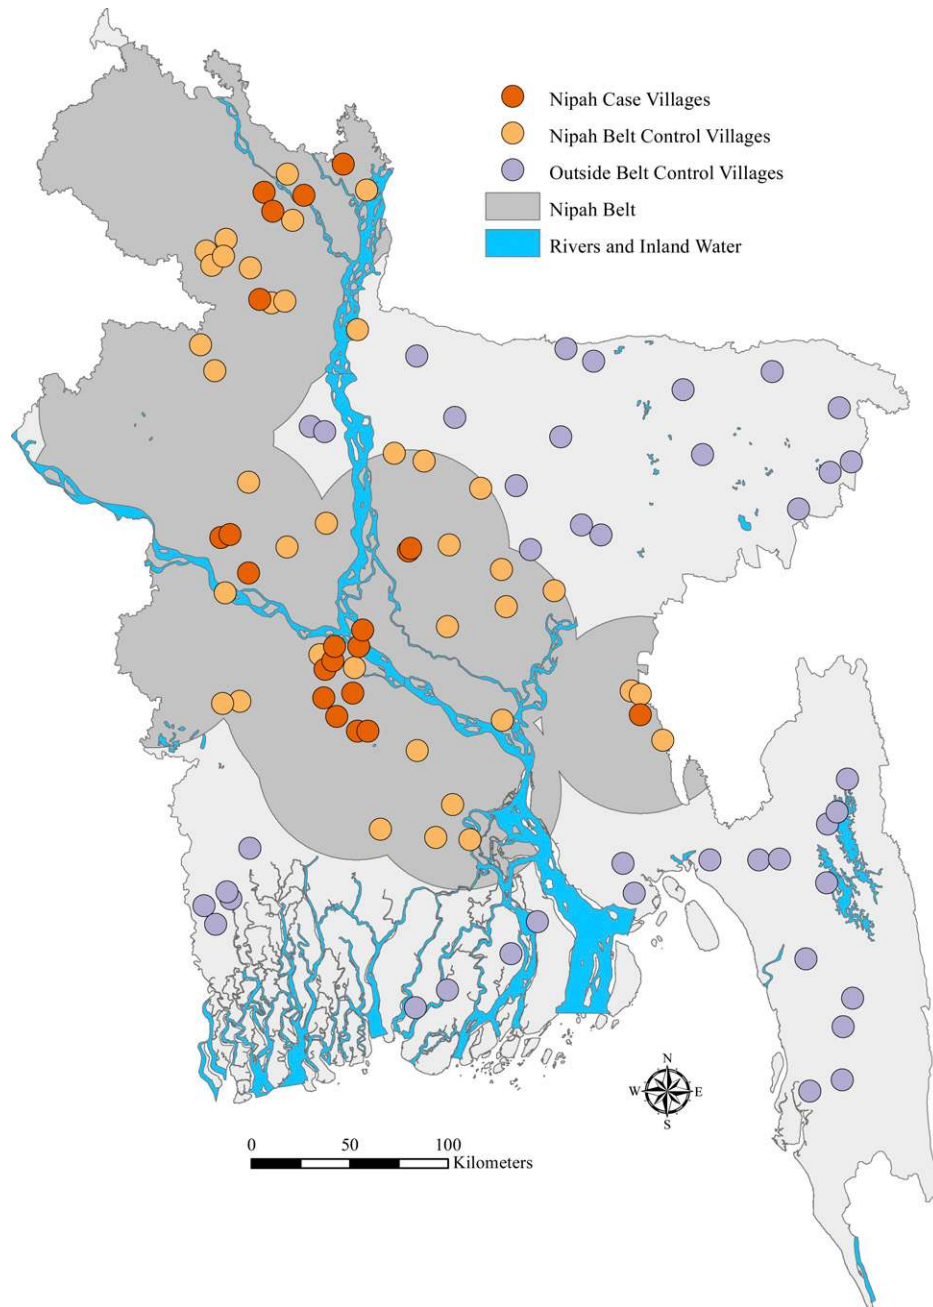 Nipah Case Villages
Nipah Belt Control Villages
Outside Belt Control Villages
Nipah Belt
Rivers and Inland Water
N
W E
S
0 50 100
Kilometers